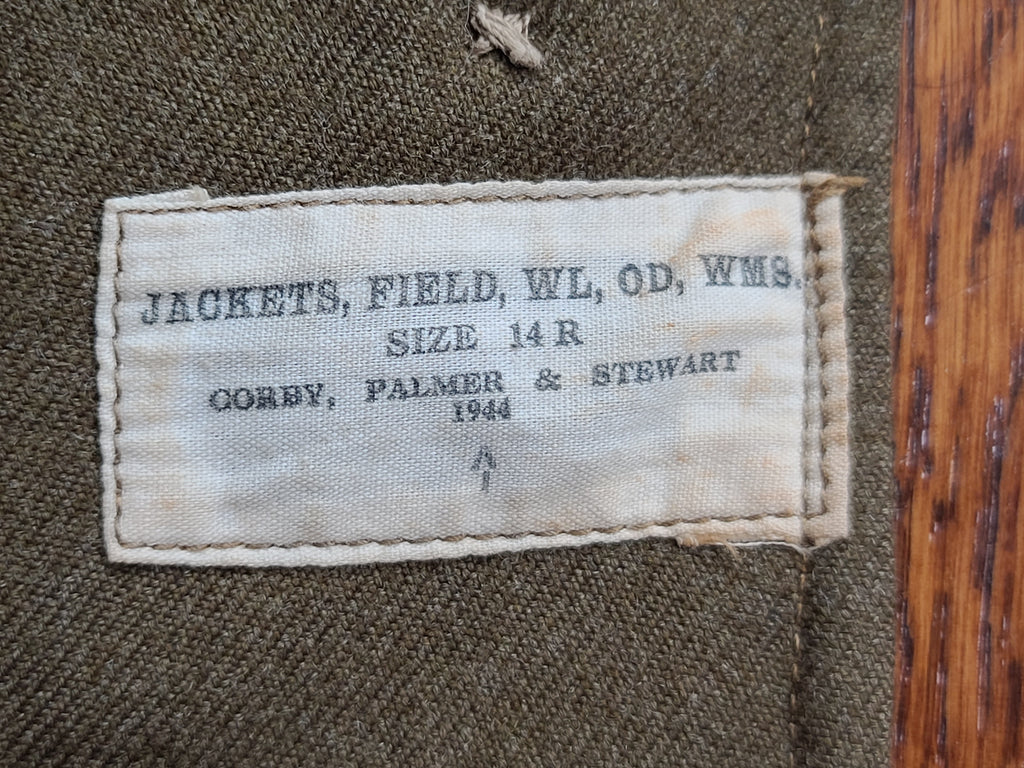 JACKETS, FIELD, WL, OD, WMS.
SIZE 14 R
CORBY, PALMER & STEWART
1944